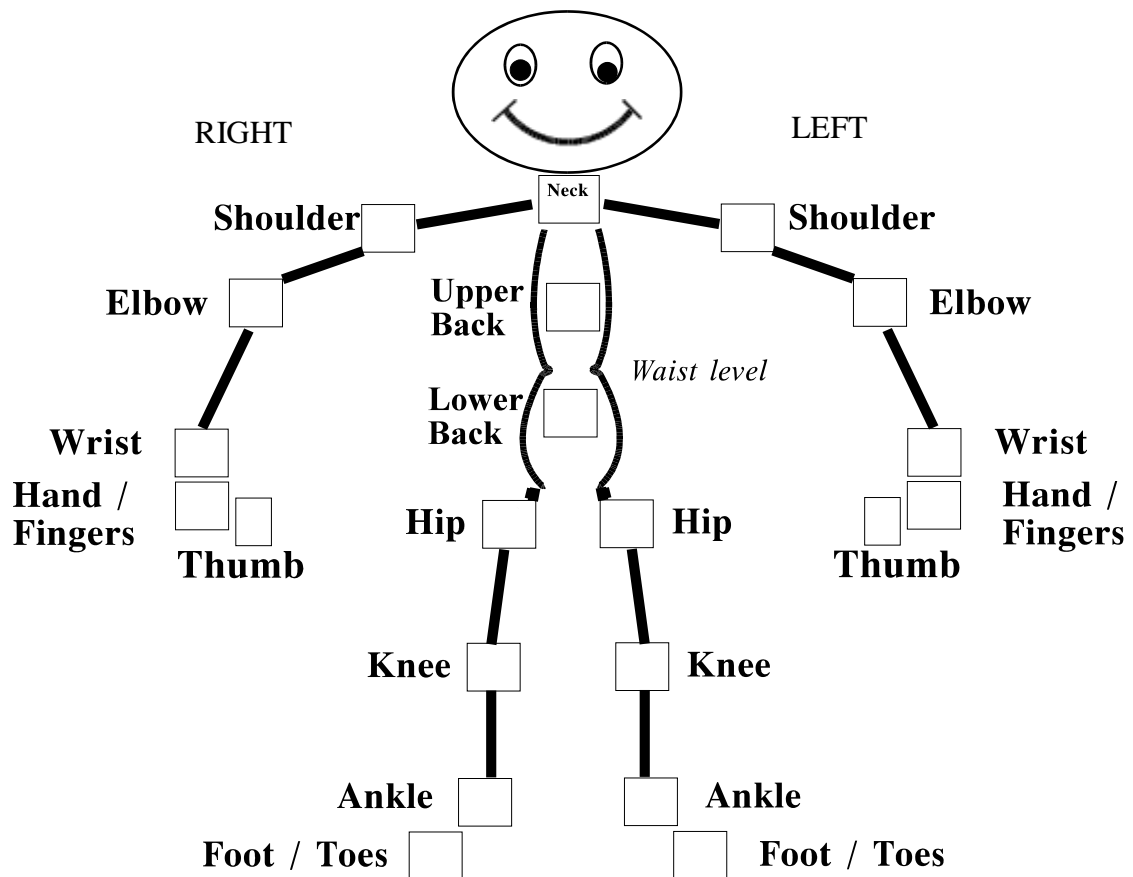 RIGHT
LEFT
Neck
Shoulder
Shoulder
Elbow
Upper
Back
Elbow
Waist level
Lower
Back
Wrist
Wrist
Hand /
Fingers
Hand /
Fingers
Thumb
Hip
Hip
Thumb
Knee
Knee
Ankle
Ankle
Foot / Toes
Foot / Toes